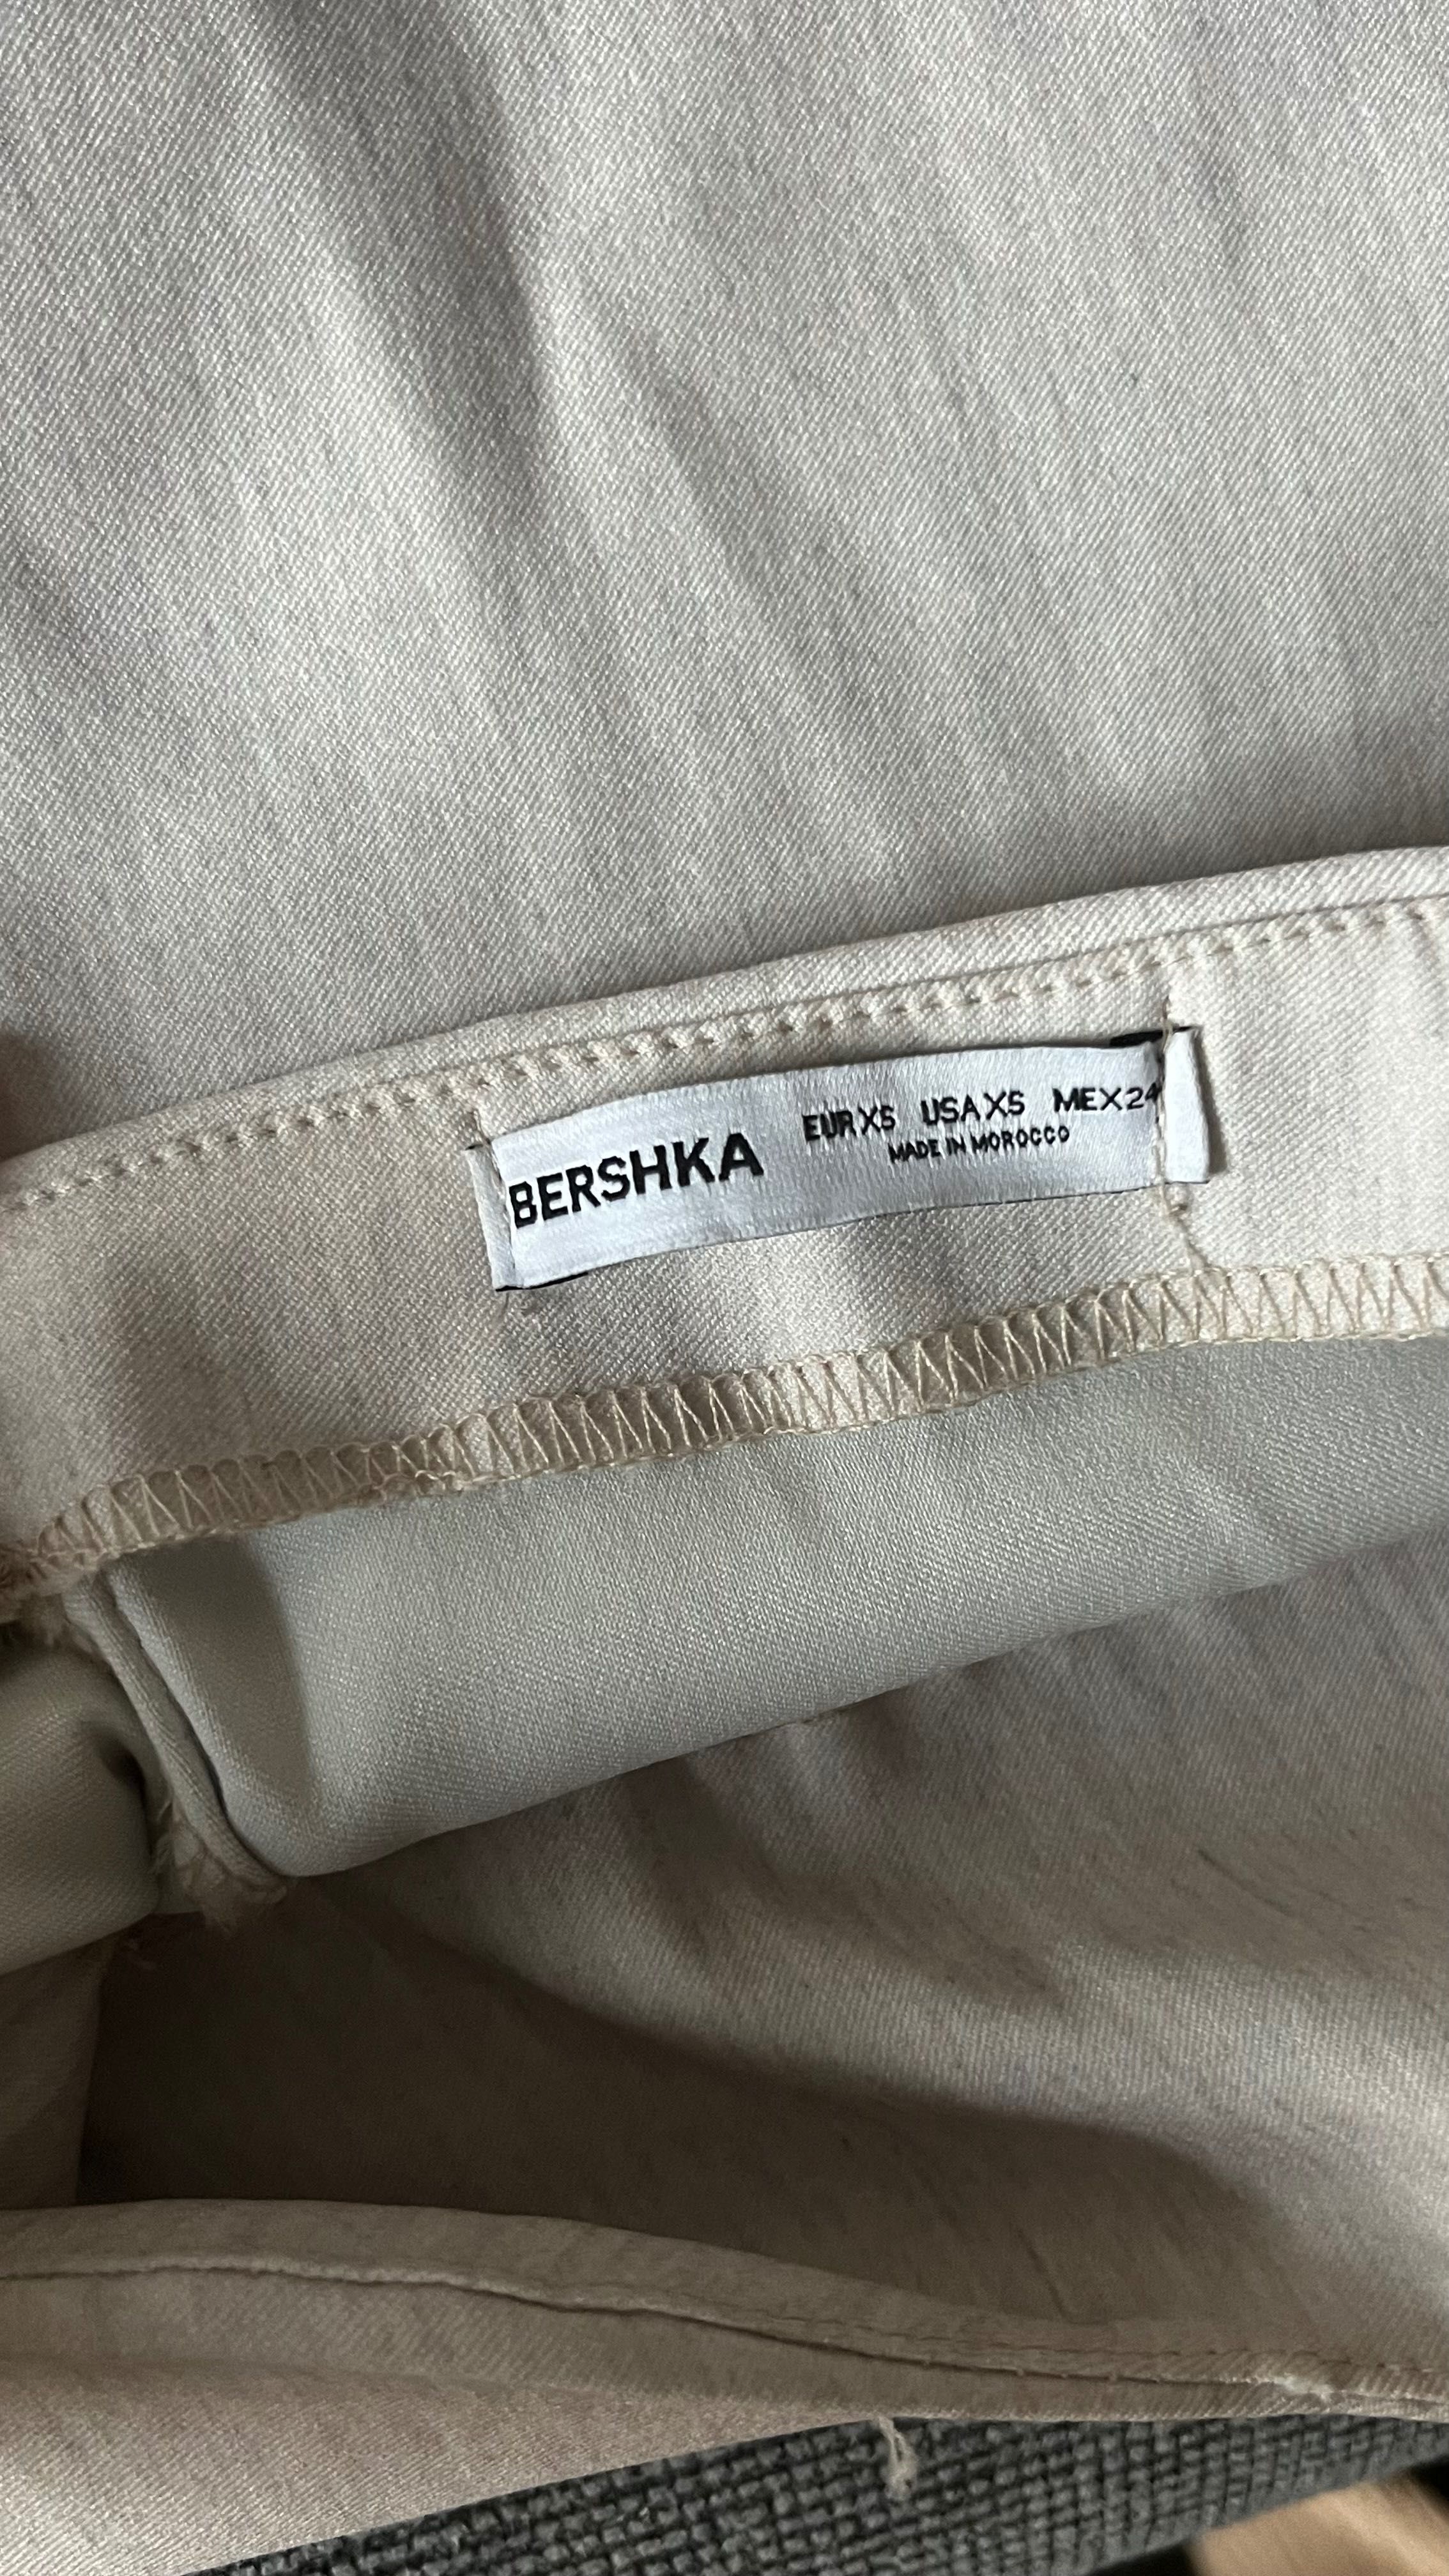 BERSHKA
EUR XS USA XS MEX 24
MADE IN MOROCCO